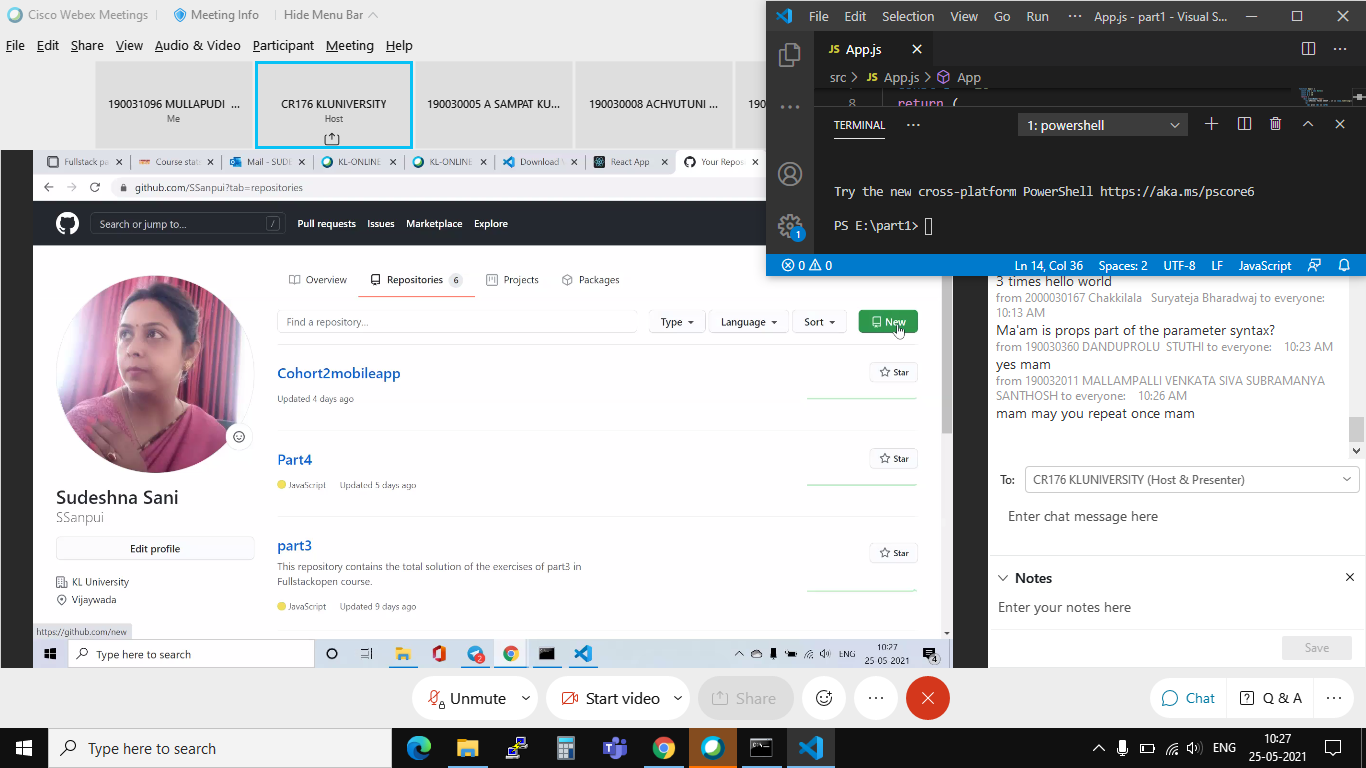 Cisco Webex Meetings
Meeting Info
Hide Menu Bar
File Edit Share View Audio & Video Participant Meeting Help
190031096 MULLAPUDI ...
Me
CR176 KLUNIVERSITY
Host
190030005 A SAMPAT KU...
190030008 ACHYUTUNI ...
190
File Edit Selection View Go Run ··· App.js - part1 - Visual S...
JS App.js
src > JS App.js > App
8 return (
TERMINAL ···
1: powershell
Try the new cross-platform PowerShell https://aka.ms/pscore6
PS E:\part1>
1
0 0
Ln 14, Col 36 Spaces: 2 UTF-8 LF JavaScript
Fullstack pa
Course stats
Mail - SUDE
KL-ONLINE
KL-ONLINE
Download V
React App
Your Repos
github.com/SSanpui?tab=repositories
Search or jump to... /
Pull requests Issues Marketplace Explore
Overview Repositories 6 Projects Packages
Find a repository...
Type Language Sort New
Cohort2mobileapp
Star
Updated 4 days ago
Part4
Star
JavaScript Updated 5 days ago
part3
Star
This repository contains the total solution of the exercises of part3 in
Fullstackopen course.
JavaScript Updated 9 days ago
Sudeshna Sani
SSanpui
Edit profile
KL University
Vijaywada
https://github.com/new
Type here to search
2
ENG
10:27
25-05-2021
4
3 times hello world
from 2000030167 Chakkilala Suryateja Bharadwaj to everyone:
10:13 AM
Ma'am is props part of the parameter syntax?
from 190030360 DANDUPROLU STUTHI to everyone: 10:23 AM
yes mam
from 190032011 MALLAMPALLI VENKATA SIVA SUBRAMANYA
SANTHOSH to everyone: 10:26 AM
mam may you repeat once mam
To: CR176 KLUNIVERSITY (Host & Presenter)
Enter chat message here
Notes
Enter your notes here
Save
Unmute
Start video
Share
Chat
Q & A
Type here to search
ENG
10:27
25-05-2021